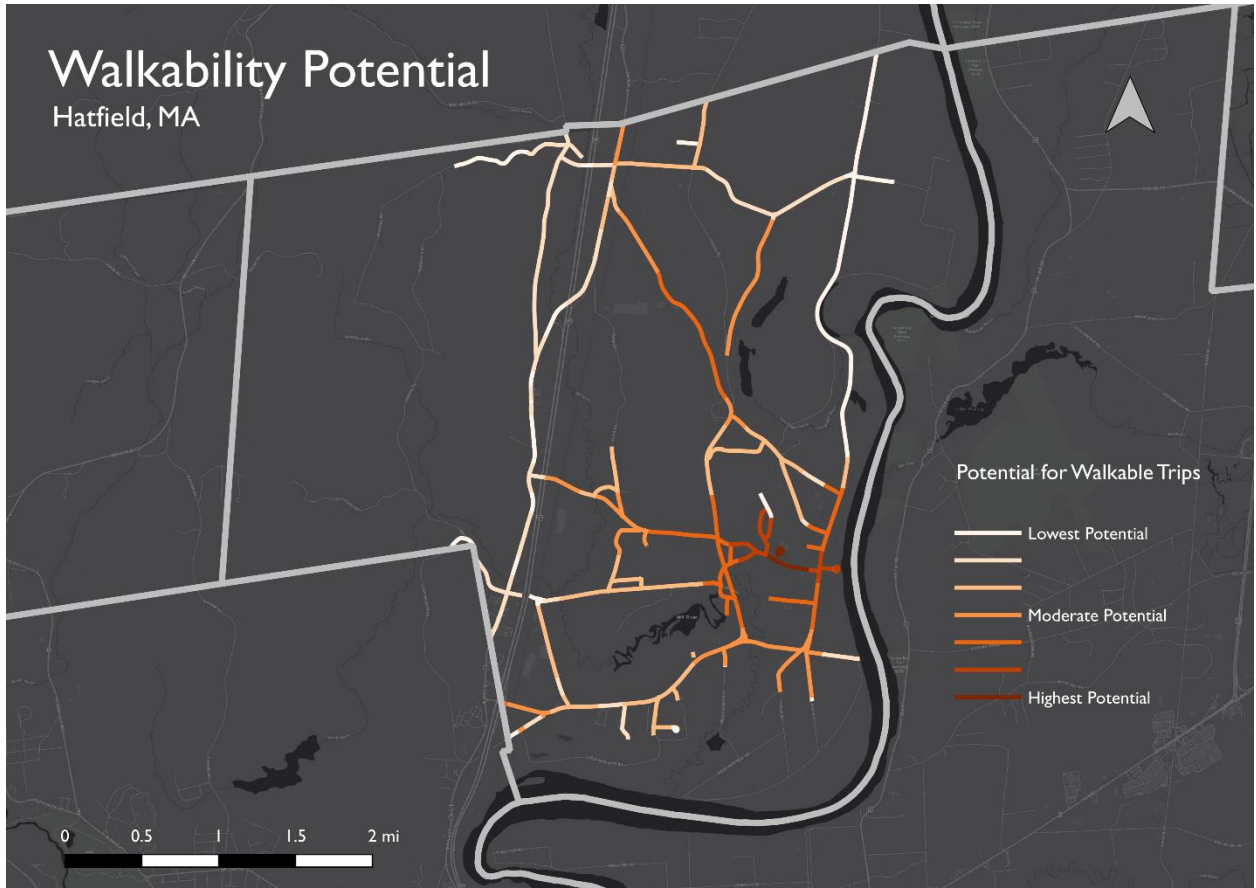 Walkability Potential
Hatfield, MA
Potential for Walkable Trips
Lowest Potential
Moderate Potential
Highest Potential
0 0.5 1 1.5 2 mi